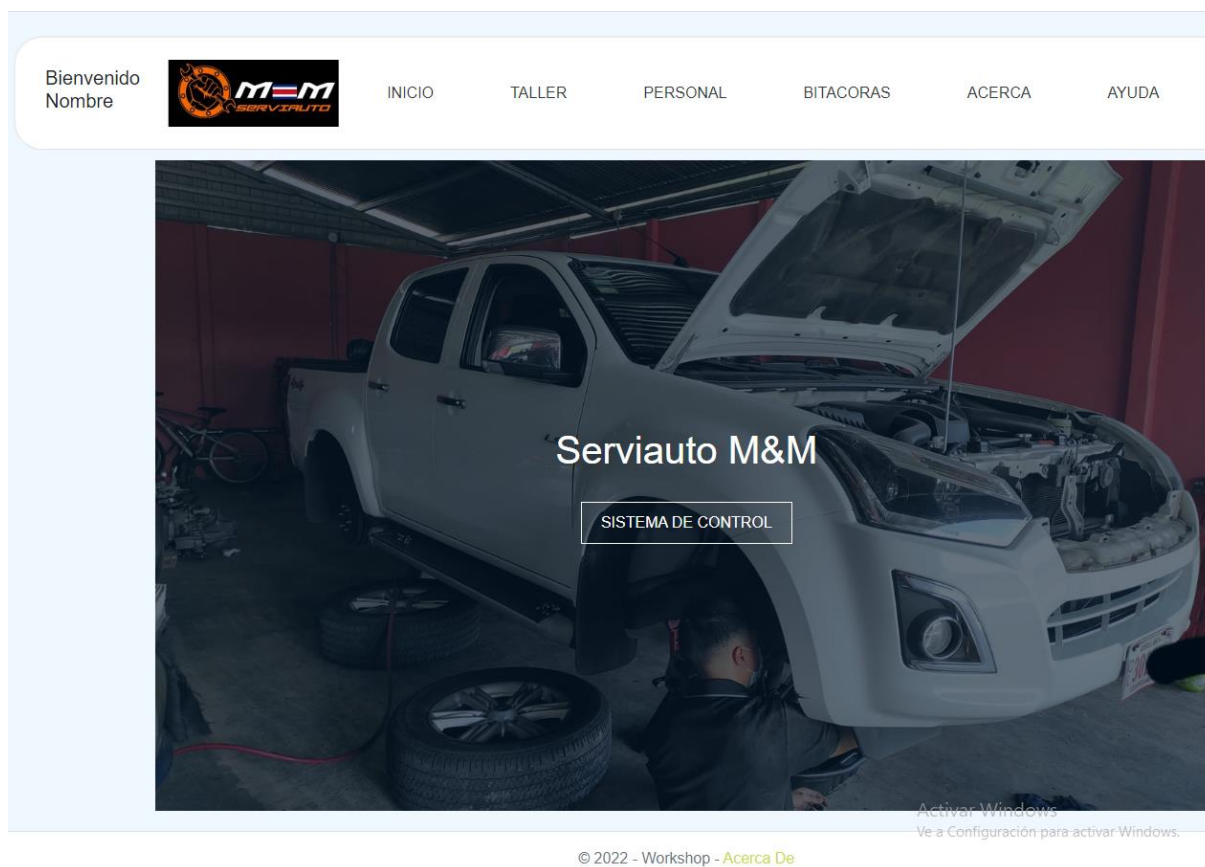 Bienvenido
Nombre
M=M
SERVIAUTO
INICIO
TALLER
PERSONAL
BITACORAS
ACERCA
AYUDA
Serviauto M&M
SISTEMA DE CONTROL
Activar Windows
Ve a Configuración para activar Windows.
© 2022 - Workshop - Acerca De